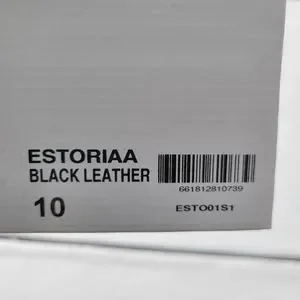 ESTORIAA
BLACK LEATHER
661812810739
10
ESTO01S1